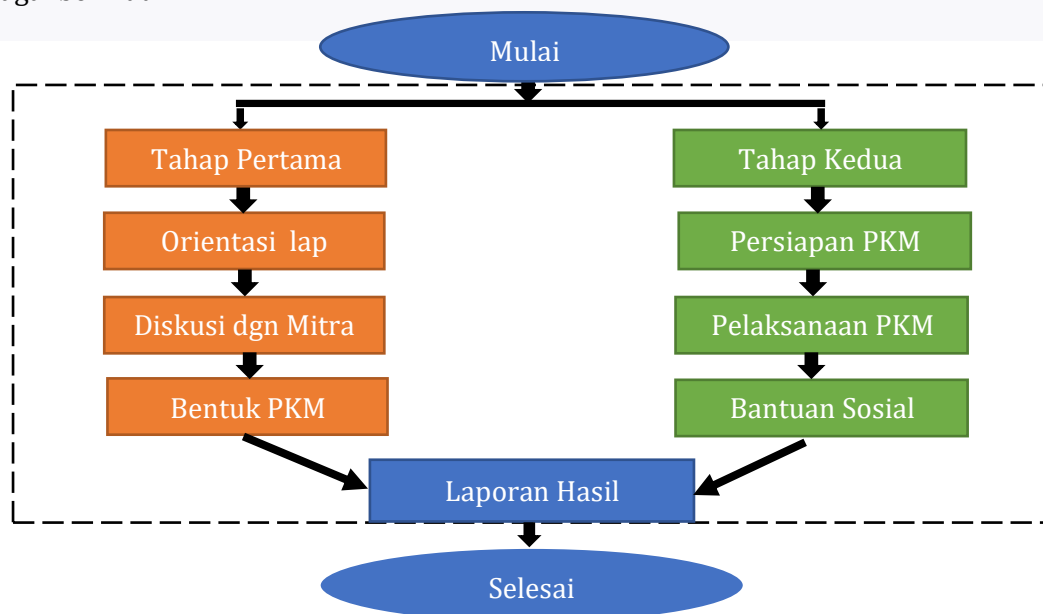 Mulai
Tahap Pertama
Tahap Kedua
Orientasi lap
Persiapan PKM
Diskusi dgn Mitra
Pelaksanaan PKM
Bentuk PKM
Bantuan Sosial
Laporan Hasil
Selesai